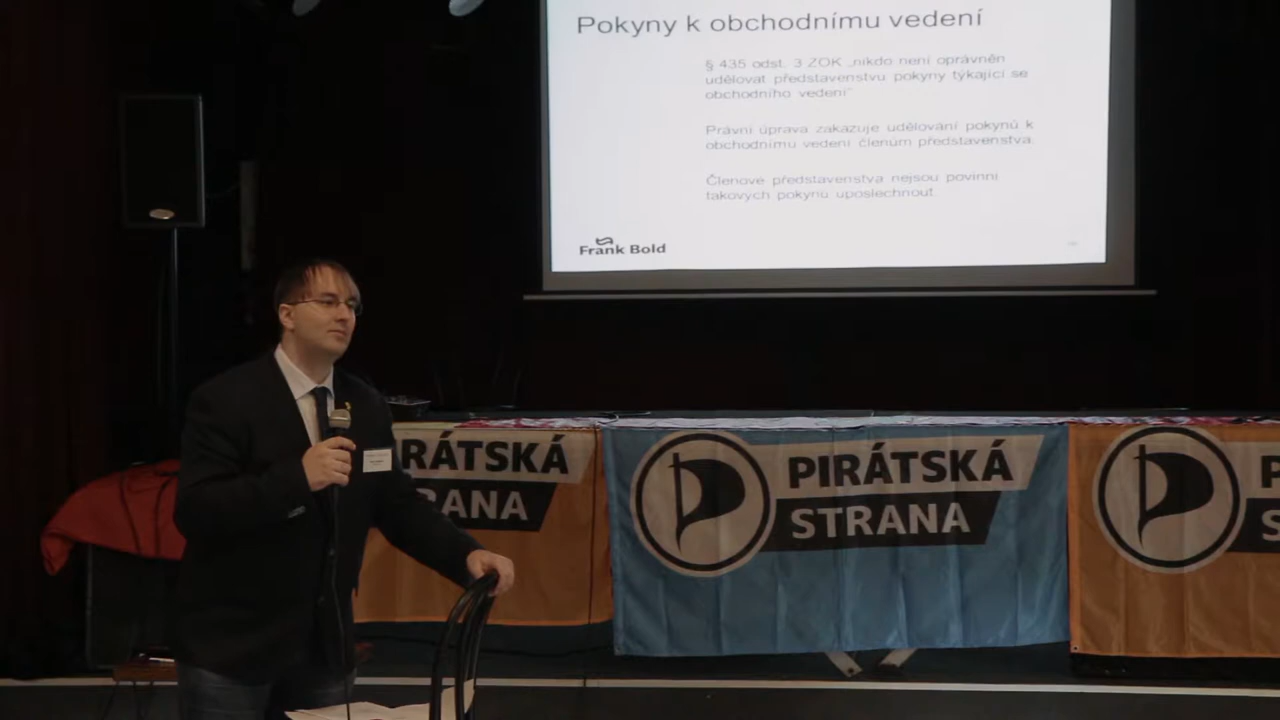 Pokyny k obchodnímu vedení
§ 435 odst. 3 ZOK „nikdo není oprávněn
udělovat představenstvu pokyny týkající se
obchodního vedení“
Právní úprava zakazuje udělování pokynů k
obchodnímu vedení členům představenstva.
Členové představenstva nejsou povinni
takových pokynů uposlechnout
Frank Bold
RÁTSKÁ
RANA
PIRÁTSKÁ
STRANA
P
S